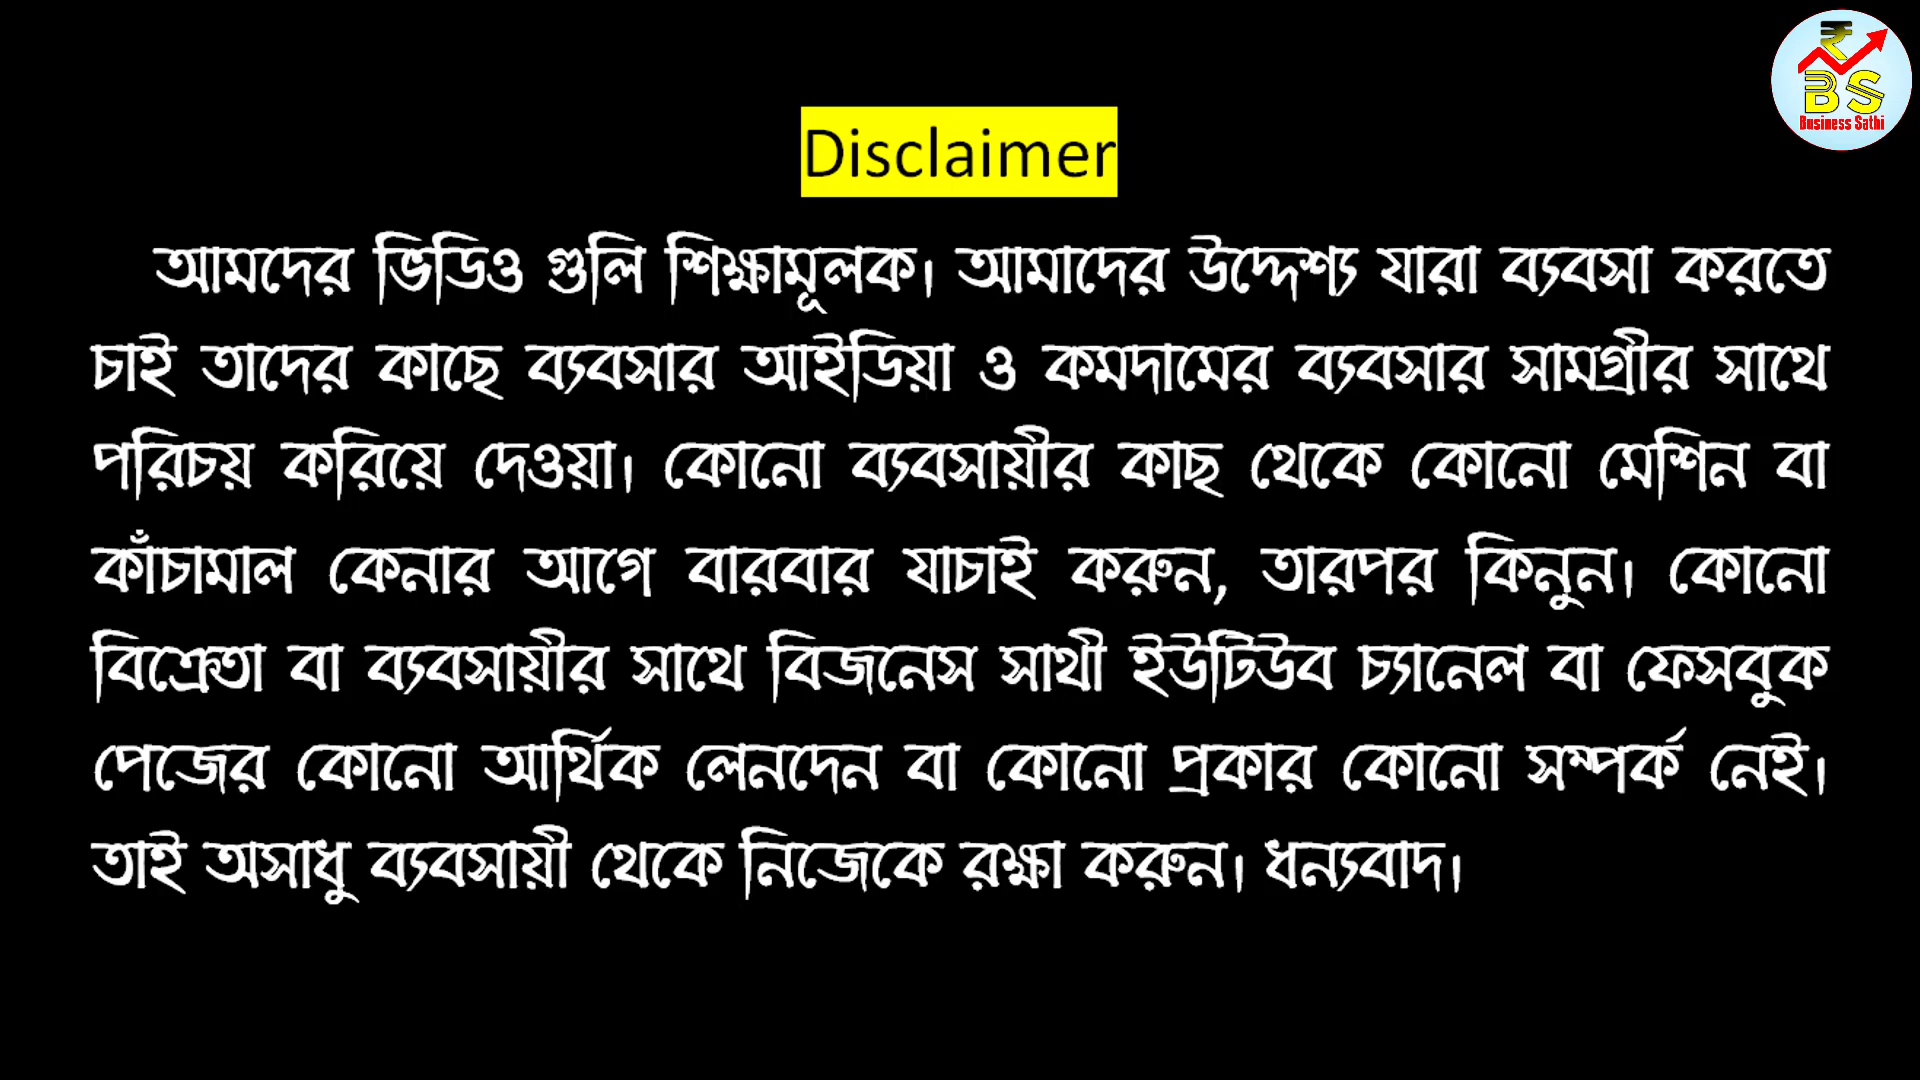 ₹
BS
Business Sathi
Disclaimer
আমদের ভিডিও গুলি শিক্ষামূলক। আমাদের উদ্দেশ্য যারা ব্যবসা করতে
চাই তাদের কাছে ব্যবসার আইডিয়া ও কমদামের ব্যবসার সামগ্রীর সাথে
পরিচয় করিয়ে দেওয়া। কোনো ব্যবসায়ীর কাছ থেকে কোনো মেশিন বা
কাঁচামাল কেনার আগে বারবার যাচাই করুন, তারপর কিনুন। কোনো
বিক্রেতা বা ব্যবসায়ীর সাথে বিজনেস সাথী ইউটিউব চ্যানেল বা ফেসবুক
পেজের কোনো আর্থিক লেনদেন বা কোনো প্রকার কোনো সম্পর্ক নেই।
তাই অসাধু ব্যবসায়ী থেকে নিজেকে রক্ষা করুন। ধন্যবাদ।